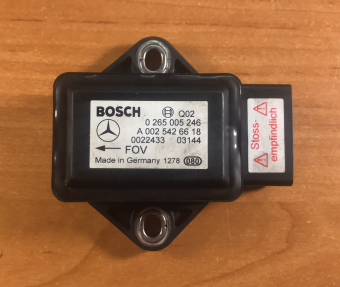 BOSCH Q02
0 265 005 246
A 002 542 66 18
0022433 03144
FOV
Made in Germany 1278 080
Stoss-
empfindlich